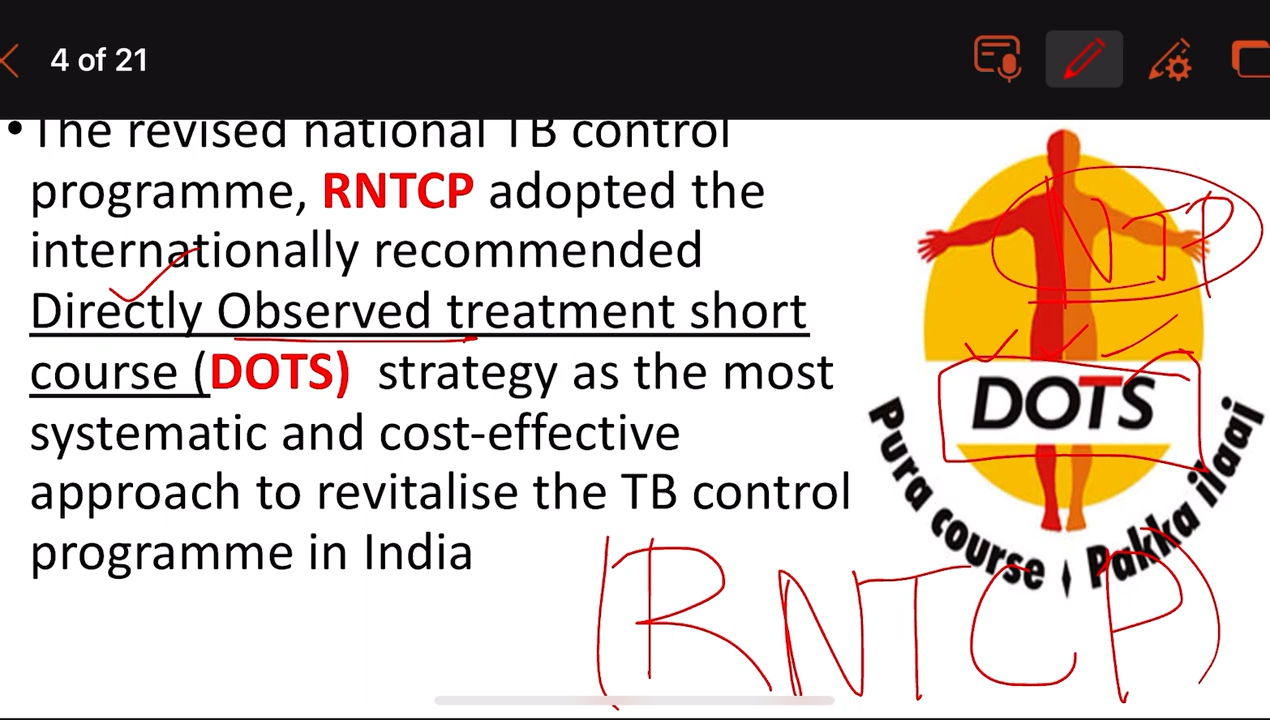 4 of 21
• The revised national TB control
programme, RNTCP adopted the
internationally recommended
Directly Observed treatment short
course (DOTS) strategy as the most
systematic and cost-effective
approach to revitalise the TB control
programme in India
NTP
DOTS
Pura course ♦ Pakka ilaaj
(RNTCP)